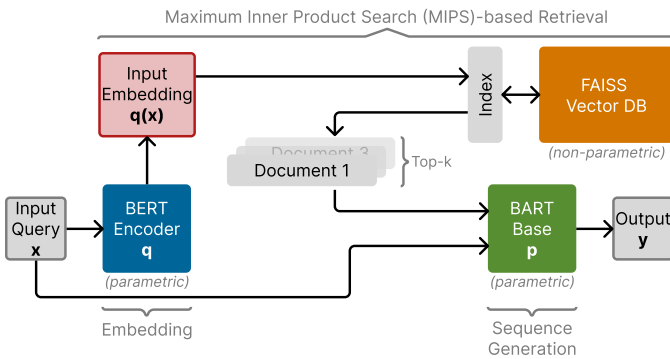 Maximum Inner Product Search (MIPS)-based Retrieval
Input
Embedding
q(x)
Index
FAISS
Vector DB
(non-parametric)
Document 3
Document 1
Top-k
Input
Query
x
BERT
Encoder
q
(parametric)
Embedding
BART
Base
p
(parametric)
Sequence
Generation
Output
y